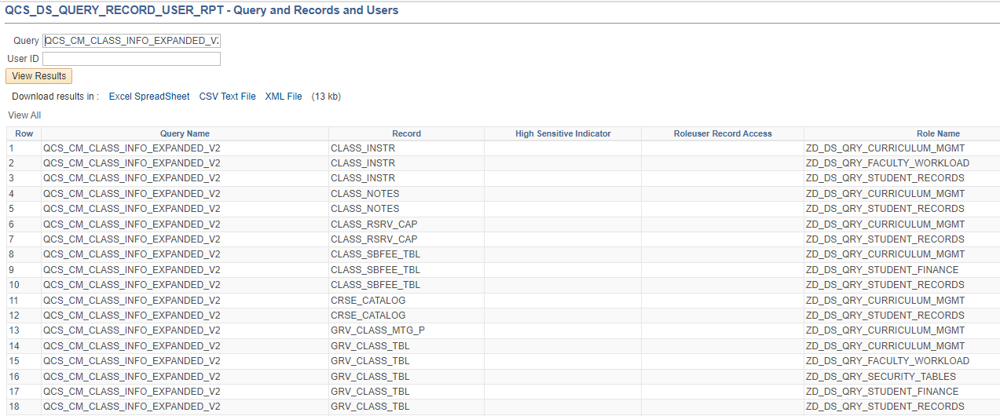 QCS_DS_QUERY_RECORD_USER_RPT - Query and Records and Users
Query QCS_CM_CLASS_INFO_EXPANDED_V2
User ID
View Results
Download results in : Excel SpreadSheet CSV Text File XML File (13 kb)
View All
Row Query Name Record High Sensitive Indicator Roleuser Record Access Role Name
1 QCS_CM_CLASS_INFO_EXPANDED_V2 CLASS_INSTR ZD_DS_QRY_CURRICULUM_MGMT
2 QCS_CM_CLASS_INFO_EXPANDED_V2 CLASS_INSTR ZD_DS_QRY_FACULTY_WORKLOAD
3 QCS_CM_CLASS_INFO_EXPANDED_V2 CLASS_INSTR ZD_DS_QRY_STUDENT_RECORDS
4 QCS_CM_CLASS_INFO_EXPANDED_V2 CLASS_NOTES ZD_DS_QRY_CURRICULUM_MGMT
5 QCS_CM_CLASS_INFO_EXPANDED_V2 CLASS_NOTES ZD_DS_QRY_STUDENT_RECORDS
6 QCS_CM_CLASS_INFO_EXPANDED_V2 CLASS_RSRV_CAP ZD_DS_QRY_CURRICULUM_MGMT
7 QCS_CM_CLASS_INFO_EXPANDED_V2 CLASS_RSRV_CAP ZD_DS_QRY_STUDENT_RECORDS
8 QCS_CM_CLASS_INFO_EXPANDED_V2 CLASS_SBFEE_TBL ZD_DS_QRY_CURRICULUM_MGMT
9 QCS_CM_CLASS_INFO_EXPANDED_V2 CLASS_SBFEE_TBL ZD_DS_QRY_STUDENT_FINANCE
10 QCS_CM_CLASS_INFO_EXPANDED_V2 CLASS_SBFEE_TBL ZD_DS_QRY_STUDENT_RECORDS
11 QCS_CM_CLASS_INFO_EXPANDED_V2 CRSE_CATALOG ZD_DS_QRY_CURRICULUM_MGMT
12 QCS_CM_CLASS_INFO_EXPANDED_V2 CRSE_CATALOG ZD_DS_QRY_STUDENT_RECORDS
13 QCS_CM_CLASS_INFO_EXPANDED_V2 GRV_CLASS_MTG_P ZD_DS_QRY_CURRICULUM_MGMT
14 QCS_CM_CLASS_INFO_EXPANDED_V2 GRV_CLASS_TBL ZD_DS_QRY_CURRICULUM_MGMT
15 QCS_CM_CLASS_INFO_EXPANDED_V2 GRV_CLASS_TBL ZD_DS_QRY_FACULTY_WORKLOAD
16 QCS_CM_CLASS_INFO_EXPANDED_V2 GRV_CLASS_TBL ZD_DS_QRY_SECURITY_TABLES
17 QCS_CM_CLASS_INFO_EXPANDED_V2 GRV_CLASS_TBL ZD_DS_QRY_STUDENT_FINANCE
18 QCS_CM_CLASS_INFO_EXPANDED_V2 GRV_CLASS_TBL ZD_DS_QRY_STUDENT_RECORDS